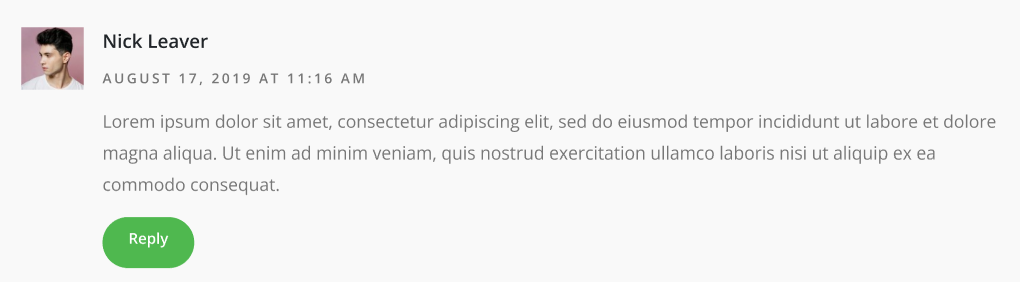 Nick Leaver
AUGUST 17, 2019 AT 11:16 AM
Lorem ipsum dolor sit amet, consectetur adipiscing elit, sed do eiusmod tempor incididunt ut labore et dolore
magna aliqua. Ut enim ad minim veniam, quis nostrud exercitation ullamco laboris nisi ut aliquip ex ea
commodo consequat.
Reply